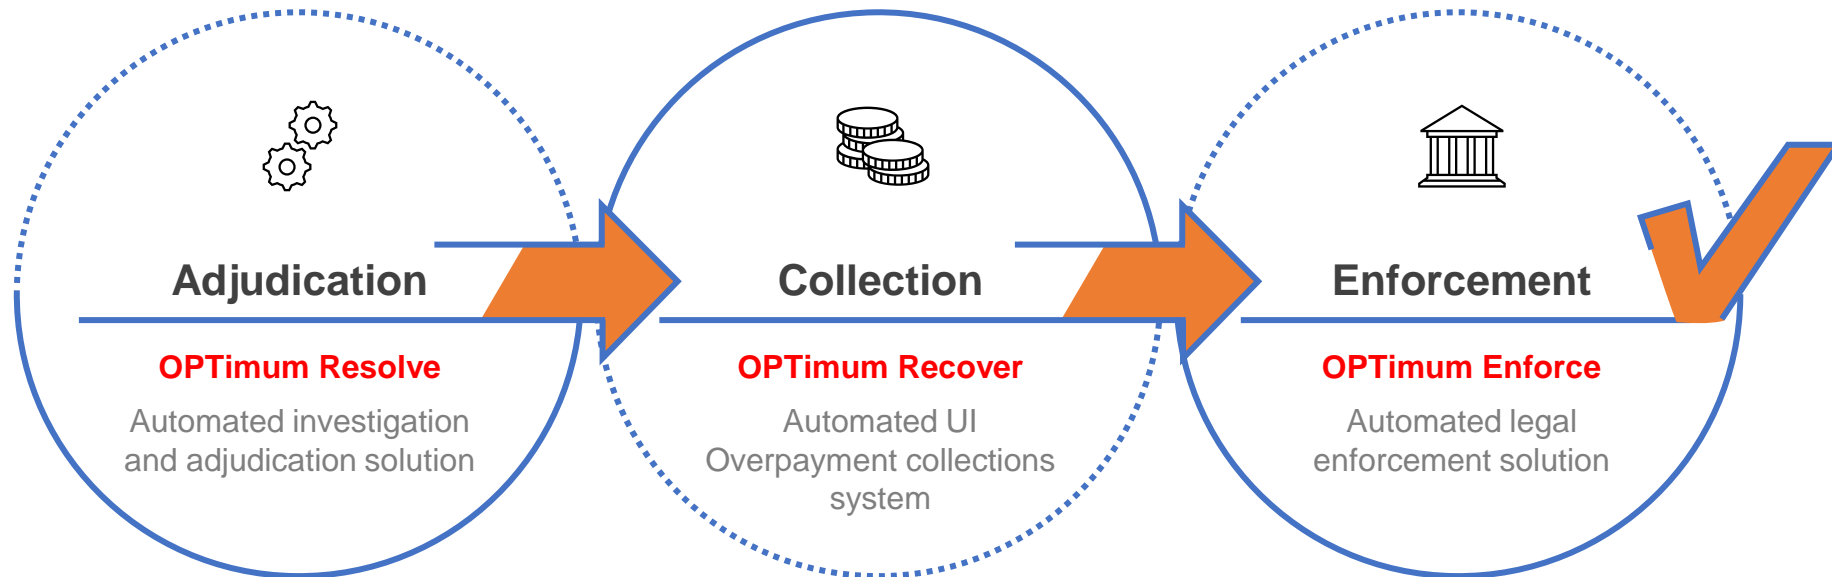 Adjudication
OPTimum Resolve
Automated investigation
and adjudication solution
Collection
OPTimum Recover
Automated UI
Overpayment collections
system
Enforcement
OPTimum Enforce
Automated legal
enforcement solution